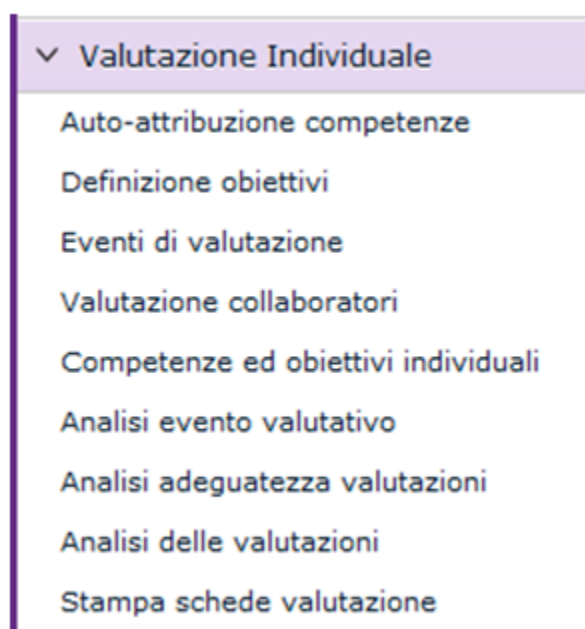 Valutazione Individuale
Auto-attribuzione competenze
Definizione obiettivi
Eventi di valutazione
Valutazione collaboratori
Competenze ed obiettivi individuali
Analisi evento valutativo
Analisi adeguatezza valutazioni
Analisi delle valutazioni
Stampa schede valutazione